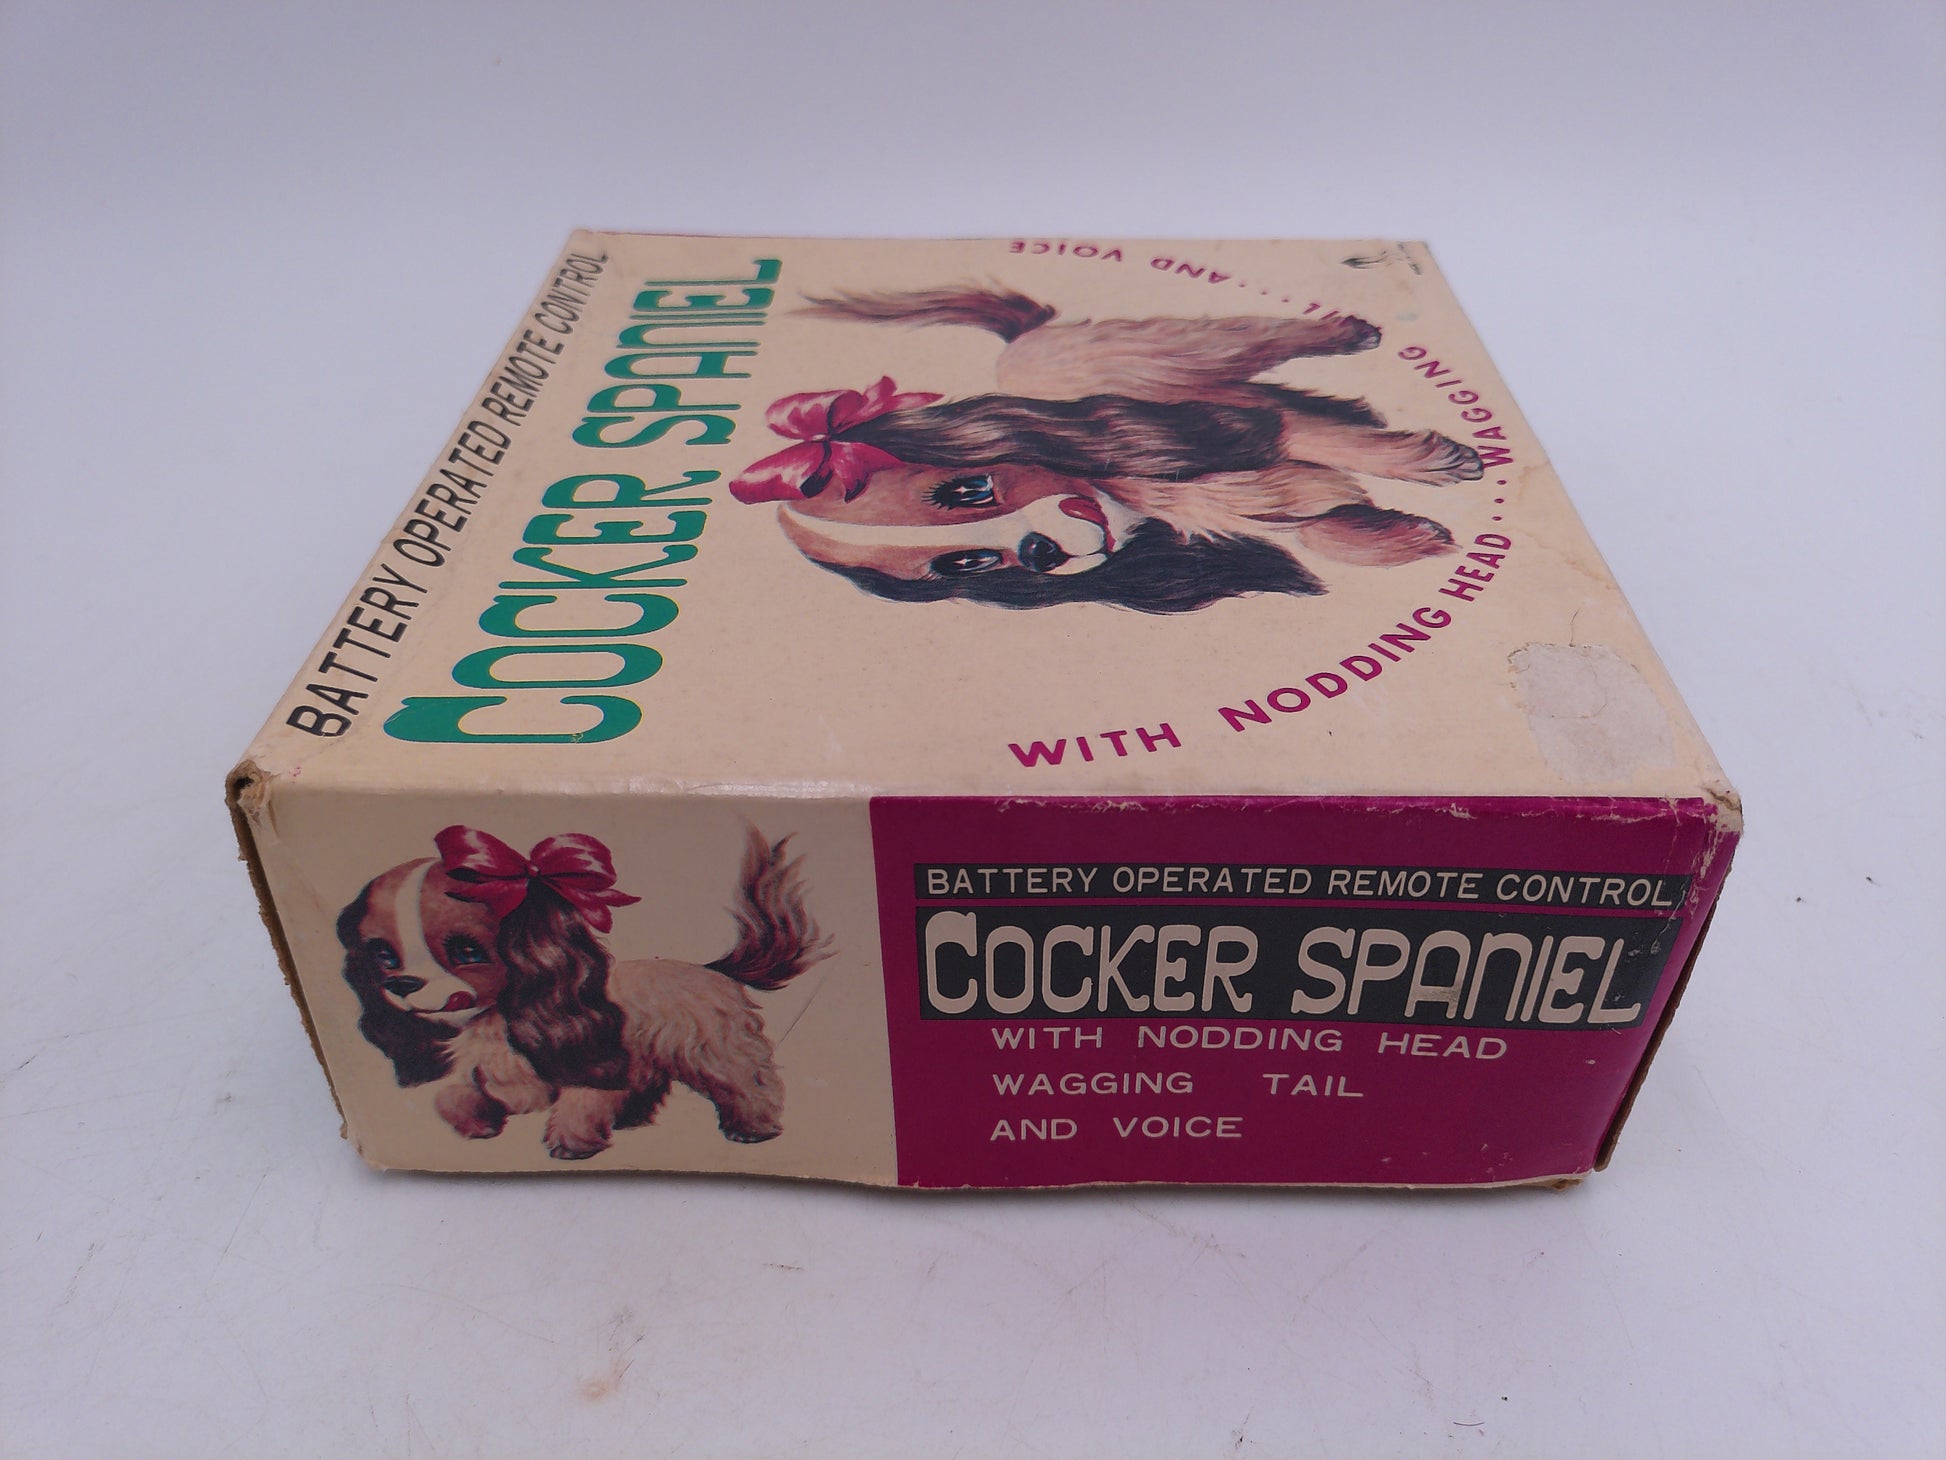 BATTERY OPERATED REMOTE CONTROL
COCKER SPANIEL
WITH NODDING HEAD...WAGGING TAIL....AND VOICE
BATTERY OPERATED REMOTE CONTROL
COCKER SPANIEL
WITH NODDING HEAD
WAGGING TAIL
AND VOICE